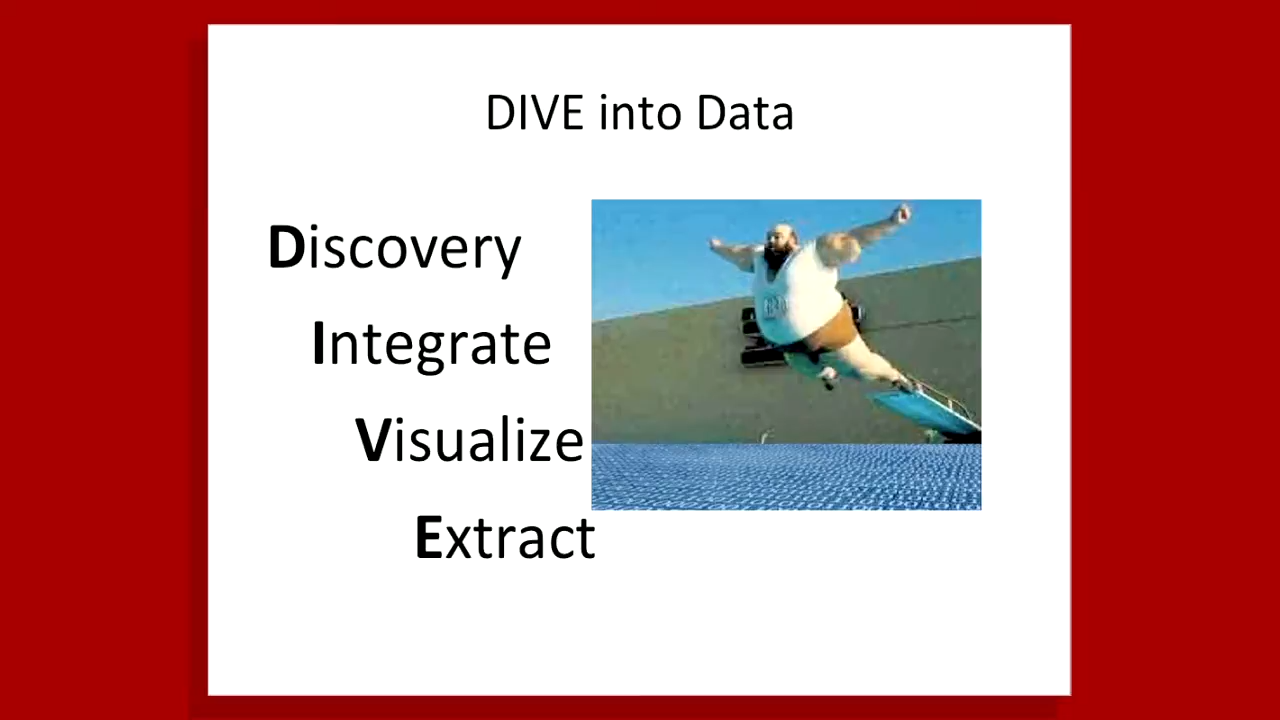 DIVE into Data
Discovery
Integrate
Visualize
Extract